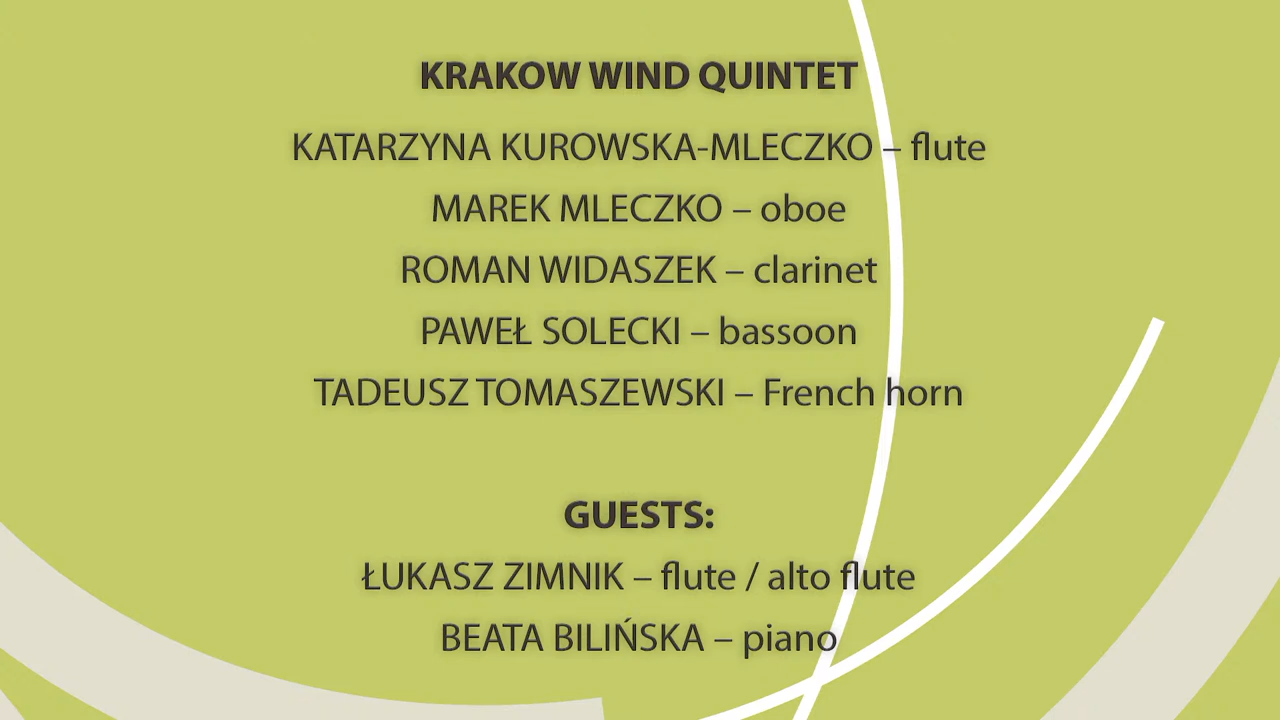 KRAKOW WIND QUINTET
KATARZYNA KUROWSKA-MLECZKO – flute
MAREK MLECZKO – oboe
ROMAN WIDASZEK – clarinet
PAWEŁ SOLECKI – bassoon
TADEUSZ TOMASZEWSKI – French horn
GUESTS:
ŁUKASZ ZIMNIK – flute / alto flute
BEATA BILIŃSKA – piano